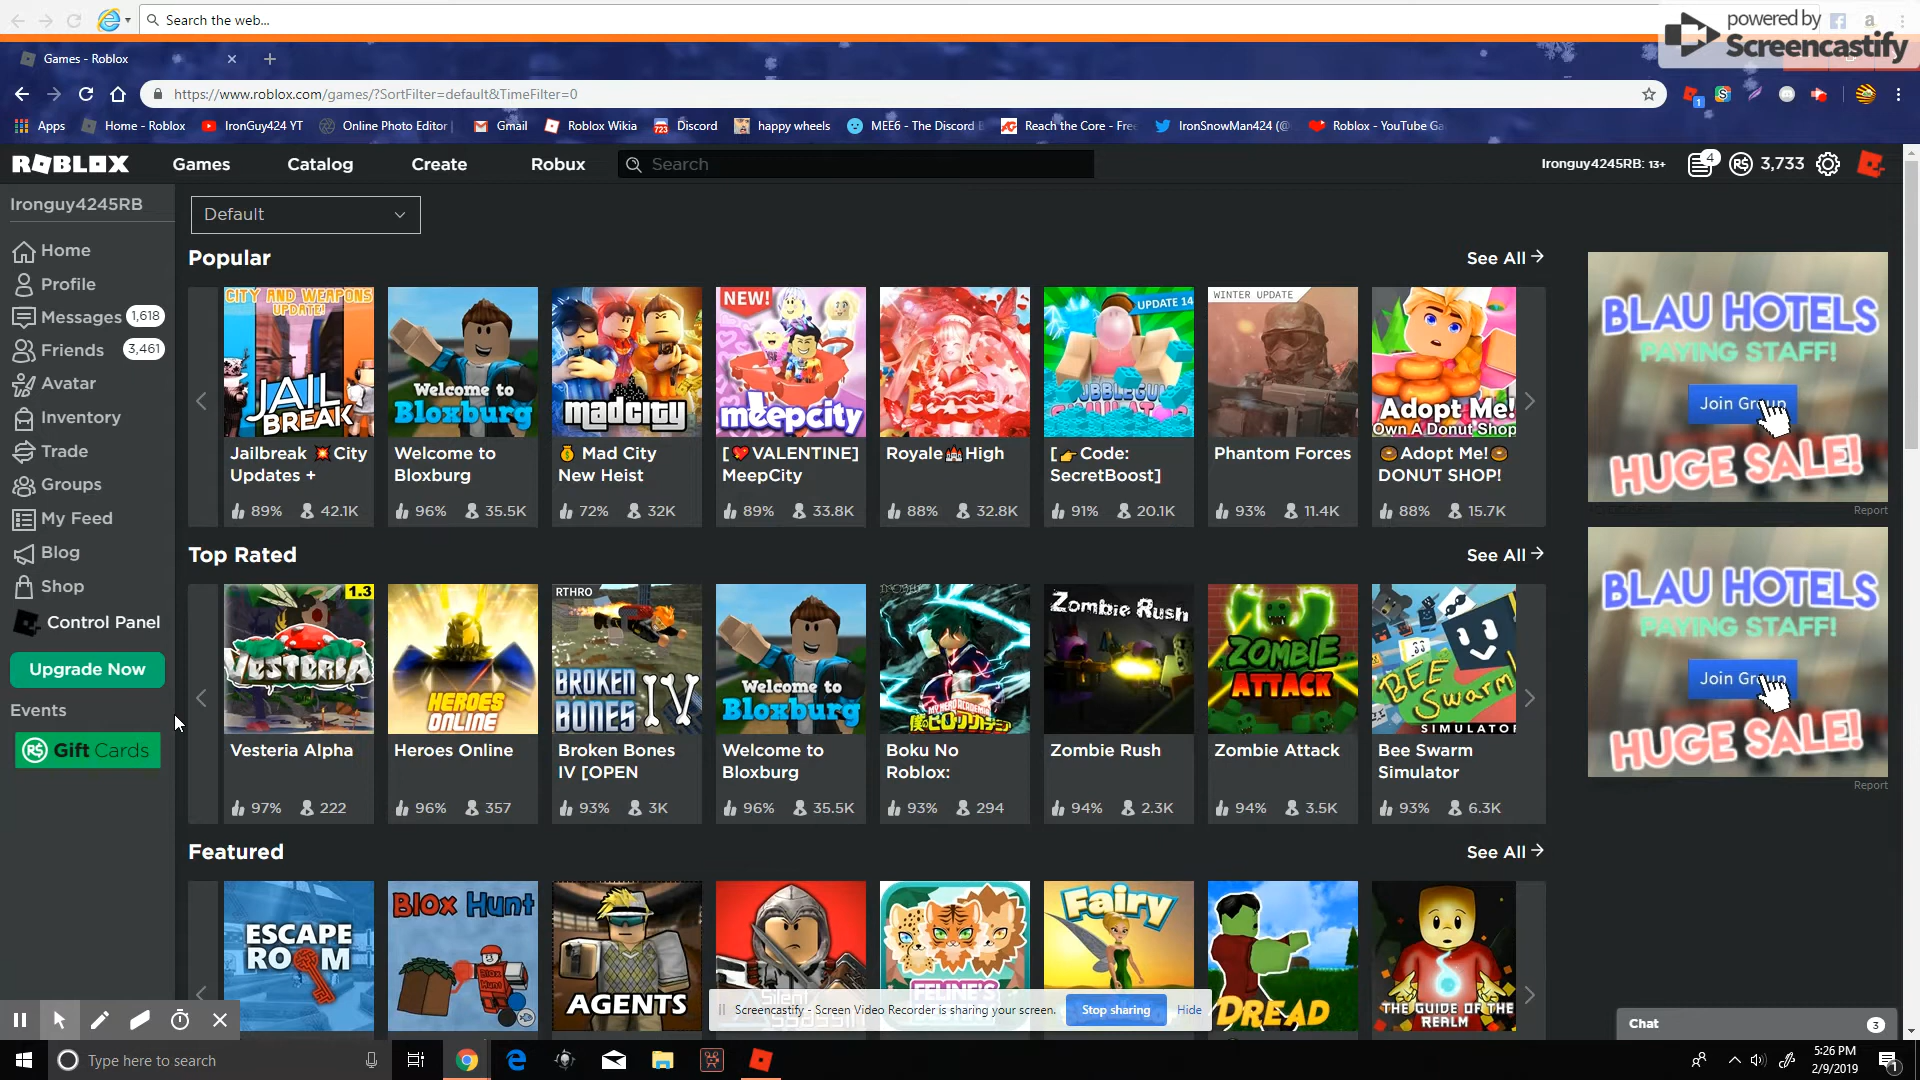 Search the web...
powered by
Screencastify
Games - Roblox
https://www.roblox.com/games/?SortFilter=default&TimeFilter=0
Apps
Home - Roblox
IronGuy424 YT
Online Photo Editor
Gmail
Roblox Wikia
Discord
happy wheels
MEE6 - The Discord
Reach the Core - Fre
IronSnowMan424 (@
Roblox - YouTube Ga
ROBLOX
Games
Catalog
Create
Robux
Search
Ironguy4245RB: 13+
4
3,733
Ironguy4245RB
Home
Profile
Messages 1,618
Friends 3,461
Avatar
Inventory
Trade
Groups
My Feed
Blog
Shop
Control Panel
Upgrade Now
Events
Gift Cards
Default
Popular
See All
CITY AND WEAPONS
UPDATE!
JAIL
BREAK
Jailbreak City
Updates +
89% 42.1K
Welcome to
Bloxburg
Welcome to
Bloxburg
96% 35.5K
madcity
Mad City
New Heist
72% 32K
NEW!
meepcity
[ VALENTINE]
MeepCity
89% 33.8K
Royale High
88% 32.8K
UPDATE 14
[ Code:
SecretBoost]
91% 20.1K
WINTER UPDATE
Phantom Forces
93% 11.4K
Adopt Me!
Own A Donut Shop
Adopt Me!
DONUT SHOP!
88% 15.7K
Top Rated
See All
1.3
VESTERIA
Vesteria Alpha
97% 222
HEROES
ONLINE
Heroes Online
96% 357
RTHRO
BROKEN
BONES IV
Broken Bones
IV [OPEN
93% 3K
Welcome to
Bloxburg
Welcome to
Bloxburg
96% 35.5K
Boku No
Roblox:
93% 294
Zombie Rush
Zombie Rush
94% 2.3K
ZOMBIE
ATTACK
Zombie Attack
94% 3.5K
BEE
Swarm
SIMULATOR
Bee Swarm
Simulator
93% 6.3K
Featured
See All
ESCAPE
ROOM
Blox Hunt
AGENTS
FELINE'S
Fairy
DREAD
THE GUIDE OF THE
REALM
BLAU HOTELS
PAYING STAFF!
Join Group
HUGE SALE!
Report
BLAU HOTELS
PAYING STAFF!
Join Group
HUGE SALE!
Report
Screencastify - Screen Video Recorder is sharing your screen.
Stop sharing
Hide
Chat
3
Type here to search
5:26 PM
2/9/2019
1